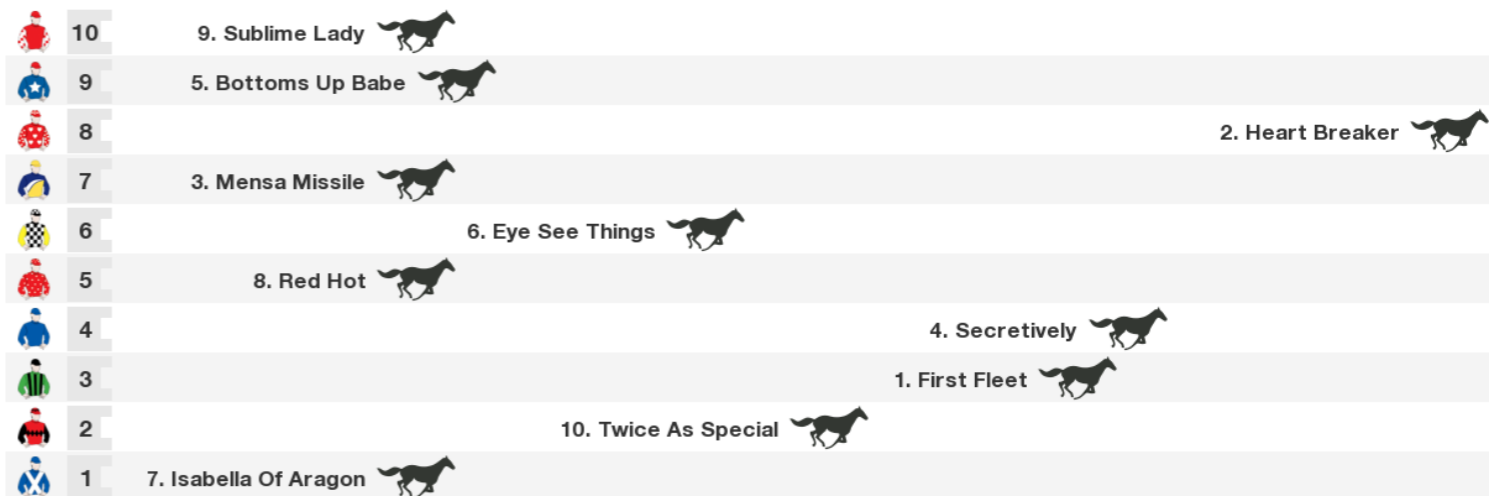 10 9. Sublime Lady
9 5. Bottoms Up Babe
8 2. Heart Breaker
7 3. Mensa Missile
6 6. Eye See Things
5 8. Red Hot
4 4. Secretively
3 1. First Fleet
2 10. Twice As Special
1 7. Isabella Of Aragon